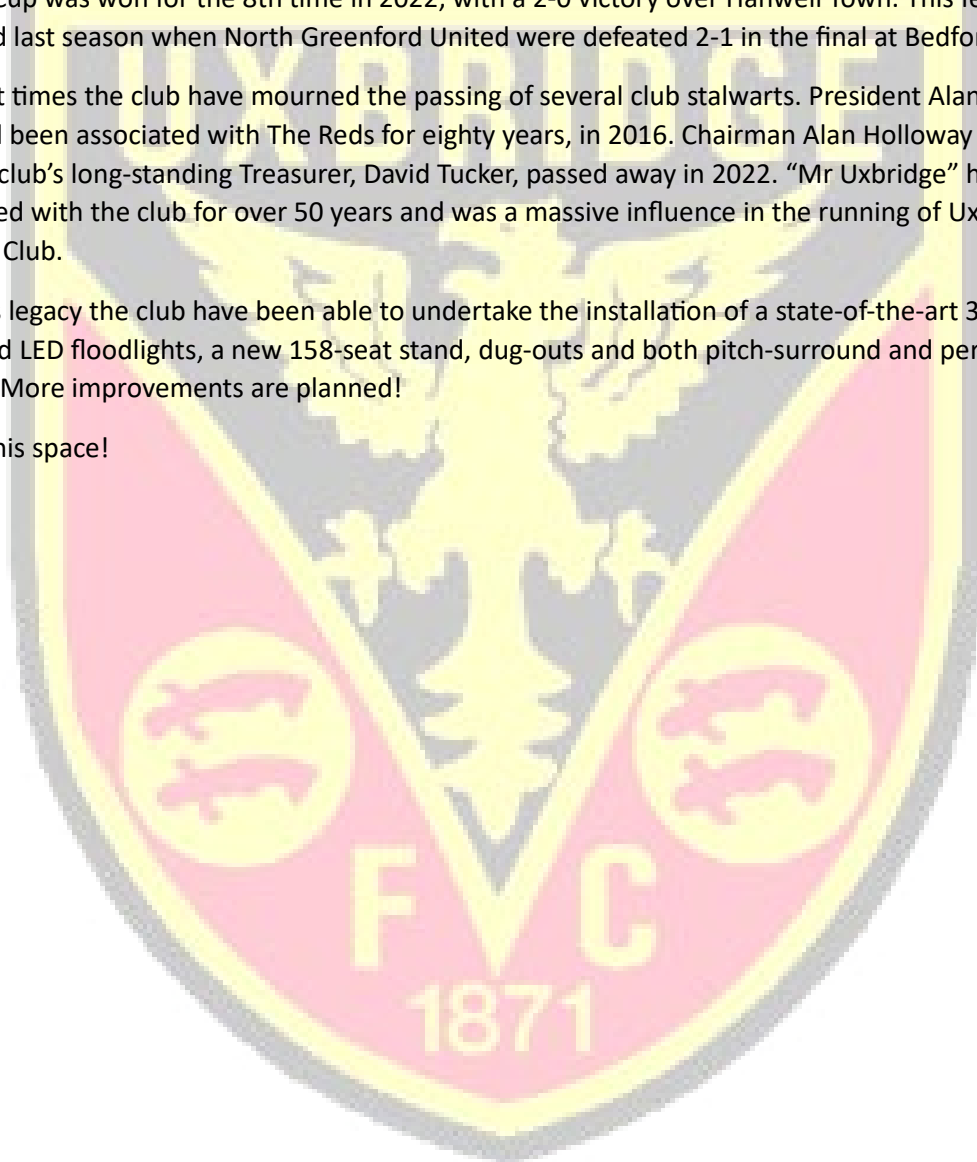 UXBRIDGE
Cup was won for the 8th time in 2022, with a 2-0 victory over Hanwell Town. This
d last season when North Greenford United were defeated 2-1 in the final at Bedfor
t times the club have mourned the passing of several club stalwarts. President Alan
d been associated with The Reds for eighty years, in 2016. Chairman Alan Holloway
club's long-standing Treasurer, David Tucker, passed away in 2022. “Mr Uxbridge” h
ed with the club for over 50 years and was a massive influence in the running of Ux
Club.
s legacy the club have been able to undertake the installation of a state-of-the-art 3
d LED floodlights, a new 158-seat stand, dug-outs and both pitch-surround and per
More improvements are planned!
his space!
F C
1871